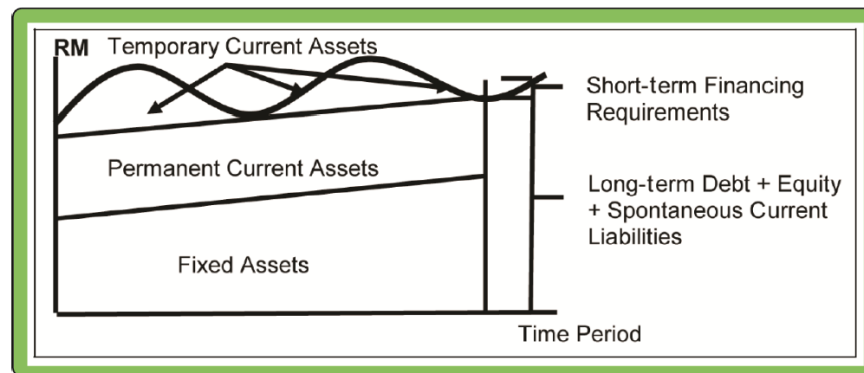 RM
Temporary Current Assets
Short-term Financing
Requirements
Permanent Current Assets
Long-term Debt + Equity
+ Spontaneous Current
Liabilities
Fixed Assets
Time Period